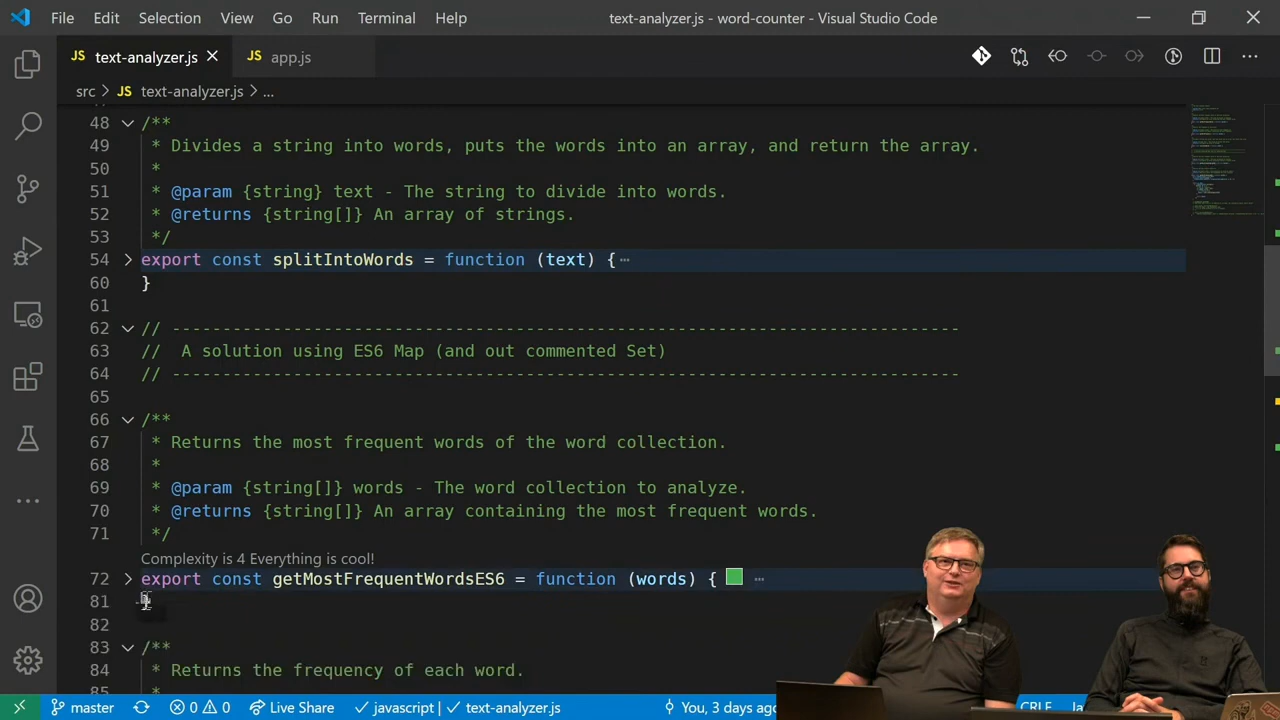 File Edit Selection View Go Run Terminal Help text-analyzer.js - word-counter - Visual Studio Code
JS text-analyzer.js JS app.js
src > JS text-analyzer.js > ...
48 /**
49 * Divides a string into words, puts the words into an array, and return the array.
50 *
51 * @param {string} text - The string to divide into words.
52 * @returns {string[]} An array of strings.
53 */
54 export const splitIntoWords = function (text) {⋯
60 }
61
62 // ------------------------------------------------------------------------------
63 //  A solution using ES6 Map (and out commented Set)
64 // ------------------------------------------------------------------------------
65
66 /**
67 * Returns the most frequent words of the word collection.
68 *
69 * @param {string[]} words - The word collection to analyze.
70 * @returns {string[]} An array containing the most frequent words.
71 */
Complexity is 4 Everything is cool!
72 export const getMostFrequentWordsES6 = function (words) { ⋯
81 }
82
83 /**
84 * Returns the frequency of each word.
85 *
master 0 0 Live Share javascript | text-analyzer.js You, 3 days ago CRLF